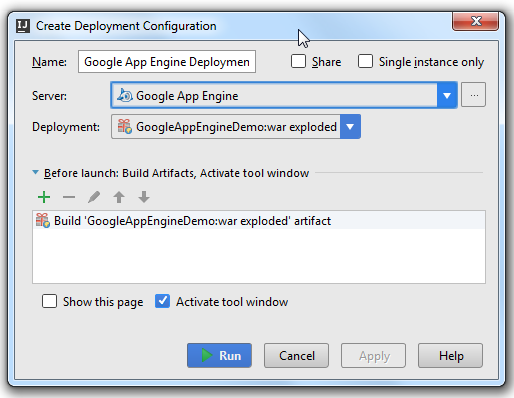 IJ Create Deployment Configuration
Name: Google App Engine Deploymen Share Single instance only
Server: Google App Engine ...
Deployment: GoogleAppEngineDemo:war exploded
Before launch: Build Artifacts, Activate tool window
Build 'GoogleAppEngineDemo:war exploded' artifact
Show this page Activate tool window
Run Cancel Apply Help